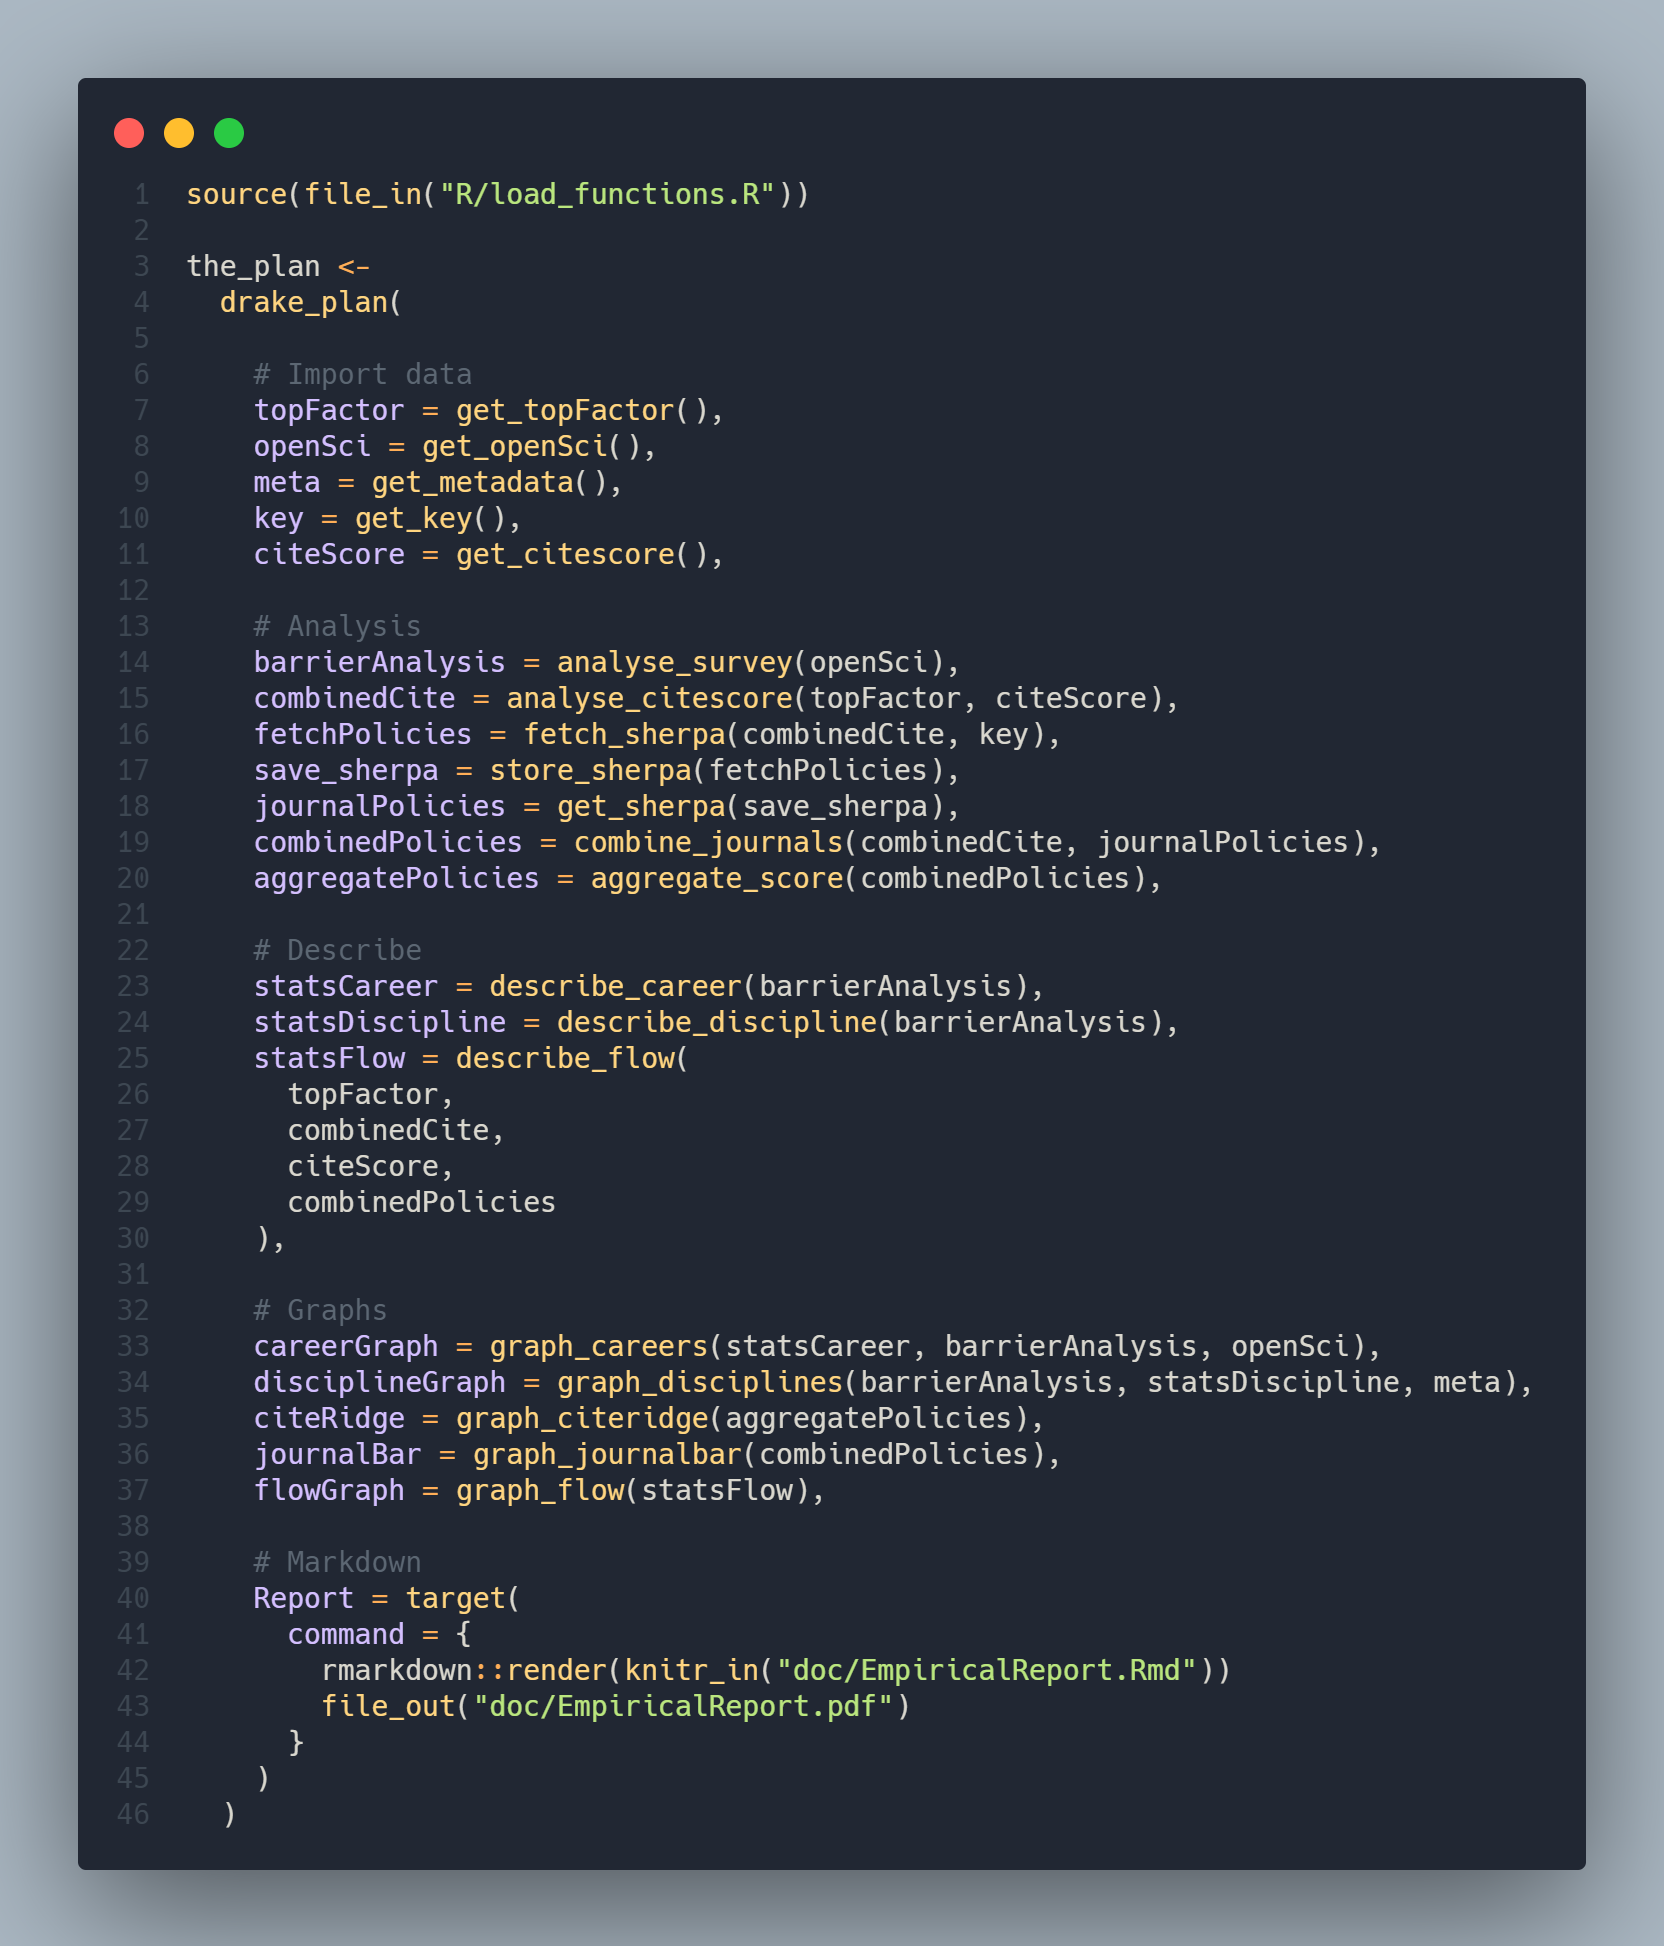 1 source(file_in("R/load_functions.R"))
2
3 the_plan <-
4   drake_plan(
5
6     # Import data
7     topFactor = get_topFactor(),
8     openSci = get_openSci(),
9     meta = get_metadata(),
10     key = get_key(),
11     citeScore = get_citescore(),
12
13     # Analysis
14     barrierAnalysis = analyse_survey(openSci),
15     combinedCite = analyse_citescore(topFactor, citeScore),
16     fetchPolicies = fetch_sherpa(combinedCite, key),
17     save_sherpa = store_sherpa(fetchPolicies),
18     journalPolicies = get_sherpa(save_sherpa),
19     combinedPolicies = combine_journals(combinedCite, journalPolicies),
20     aggregatePolicies = aggregate_score(combinedPolicies),
21
22     # Describe
23     statsCareer = describe_career(barrierAnalysis),
24     statsDiscipline = describe_discipline(barrierAnalysis),
25     statsFlow = describe_flow(
26       topFactor,
27       combinedCite,
28       citeScore,
29       combinedPolicies
30     ),
31
32     # Graphs
33     careerGraph = graph_careers(statsCareer, barrierAnalysis, openSci),
34     disciplineGraph = graph_disciplines(barrierAnalysis, statsDiscipline, meta),
35     citeRidge = graph_citeridge(aggregatePolicies),
36     journalBar = graph_journalbar(combinedPolicies),
37     flowGraph = graph_flow(statsFlow),
38
39     # Markdown
40     Report = target(
41       command = {
42         rmarkdown::render(knitr_in("doc/EmpiricalReport.Rmd"))
43         file_out("doc/EmpiricalReport.pdf")
44       }
45     )
46   )